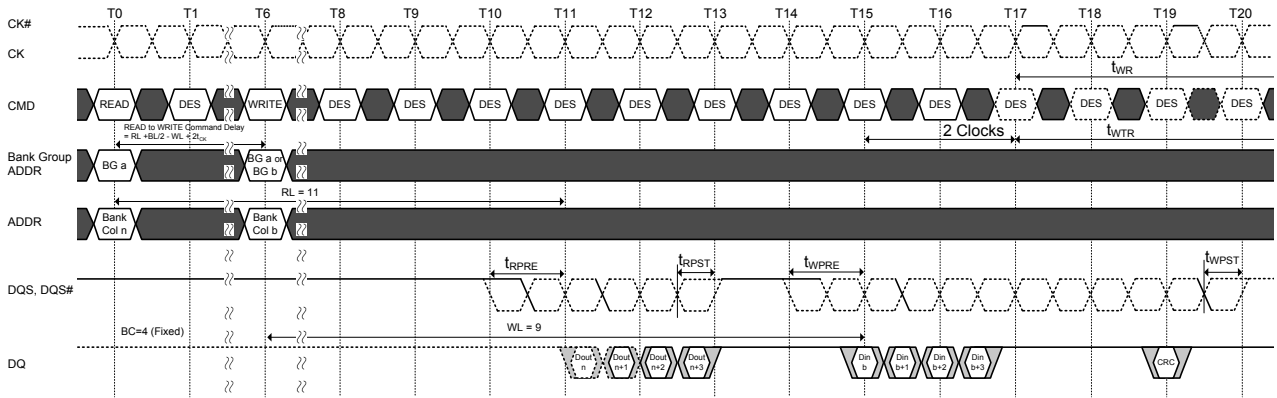 T0 T1 T6 T8 T9 T10 T11 T12 T13 T14 T15 T16 T17 T18 T19 T20
CK#
CK
tWR
CMD READ DES WRITE DES DES DES DES DES DES DES DES DES DES DES DES DES
READ to WRITE Command Delay
= RL +BL/2 - WL + 2tCK
2 Clocks
tWTR
Bank Group
ADDR
BG a
BG a or
BG b
RL = 11
ADDR
Bank
Col n
Bank
Col b
tRPRE tRPST tWPRE tWPST
DQS, DQS#
BC=4 (Fixed)
WL = 9
DQ
Dout
n
Dout
n+1
Dout
n+2
Dout
n+3
Din
b
Din
b+1
Din
b+2
Din
b+3
CRC